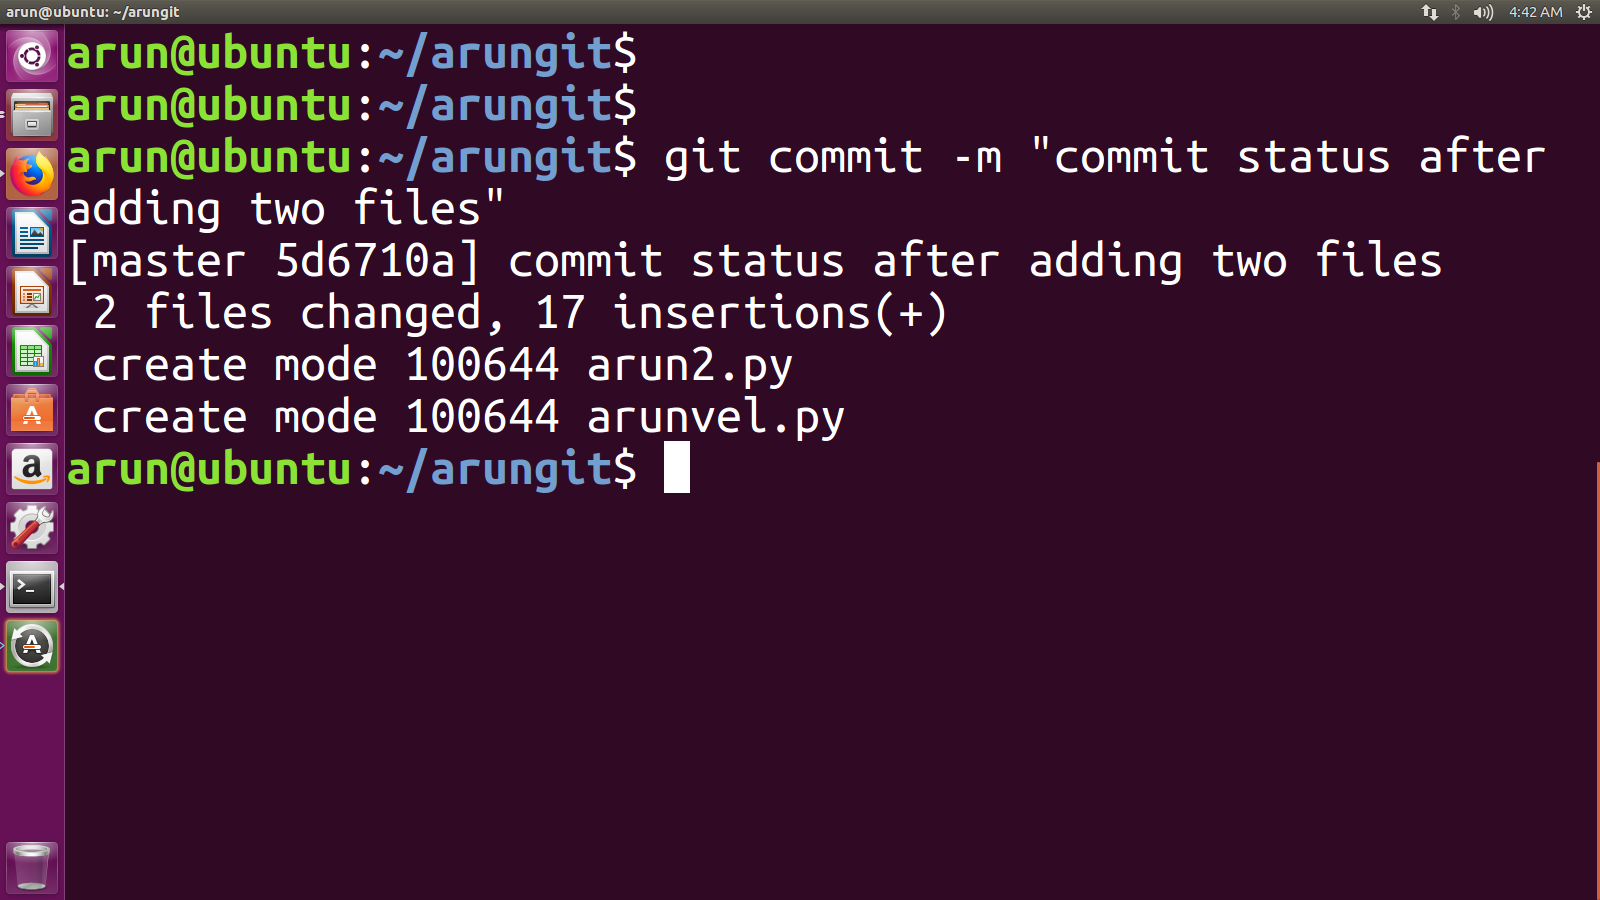 arun@ubuntu: ~/arungit
4:42 AM
arun@ubuntu:~/arungit$
arun@ubuntu:~/arungit$
arun@ubuntu:~/arungit$ git commit -m "commit status after
adding two files"
[master 5d6710a] commit status after adding two files
 2 files changed, 17 insertions(+)
 create mode 100644 arun2.py
 create mode 100644 arunvel.py
arun@ubuntu:~/arungit$